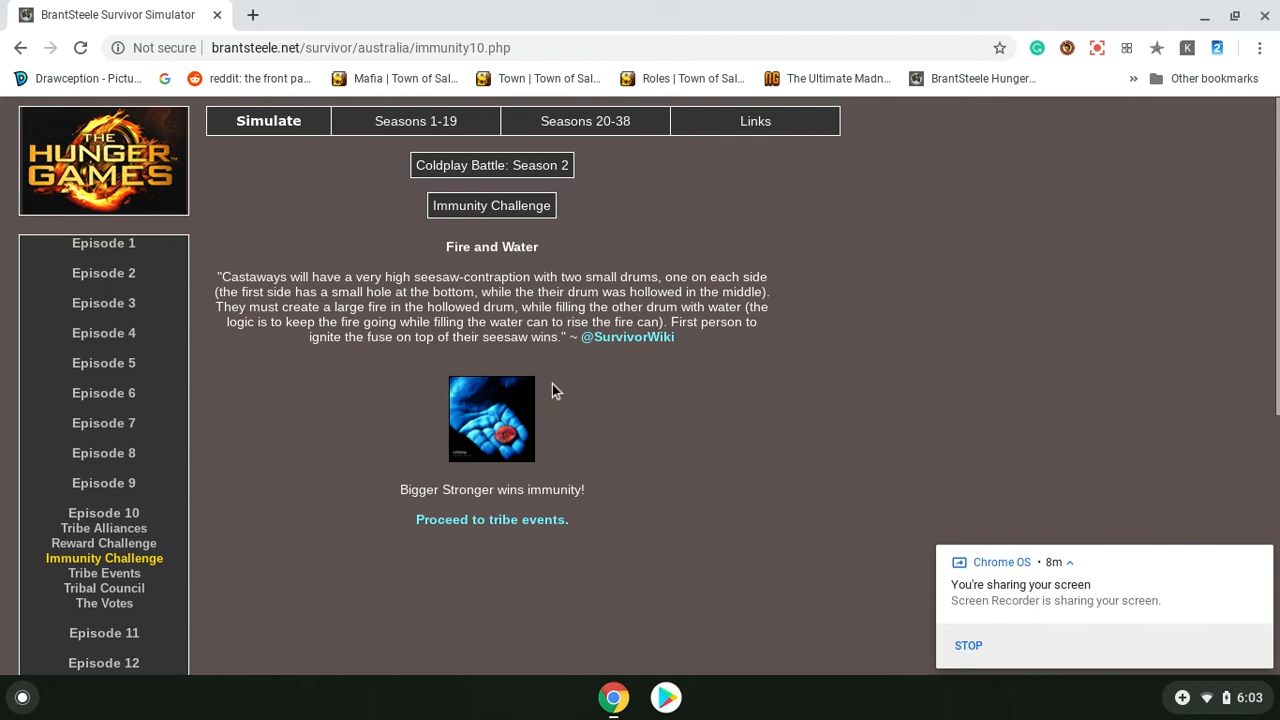 BrantSteele Survivor Simulator
Not secure
brantsteele.net/survivor/australia/immunity10.php
Drawception - Pictu...
reddit: the front pa...
Mafia | Town of Sal...
Town | Town of Sal...
Roles | Town of Sal...
The Ultimate Madn...
BrantSteele Hunger...
Other bookmarks
THE HUNGER GAMES
Simulate
Seasons 1-19
Seasons 20-38
Links
Coldplay Battle: Season 2
Immunity Challenge
Fire and Water
"Castaways will have a very high seesaw-contraption with two small drums, one on each side
(the first side has a small hole at the bottom, while the their drum was hollowed in the middle).
They must create a large fire in the hollowed drum, while filling the other drum with water (the
logic is to keep the fire going while filling the water can to rise the fire can). First person to
ignite the fuse on top of their seesaw wins." ~ @SurvivorWiki
Bigger Stronger wins immunity!
Proceed to tribe events.
Episode 1
Episode 2
Episode 3
Episode 4
Episode 5
Episode 6
Episode 7
Episode 8
Episode 9
Episode 10
Tribe Alliances
Reward Challenge
Immunity Challenge
Tribe Events
Tribal Council
The Votes
Episode 11
Episode 12
Chrome OS • 8m
You're sharing your screen
Screen Recorder is sharing your screen.
STOP
6:03